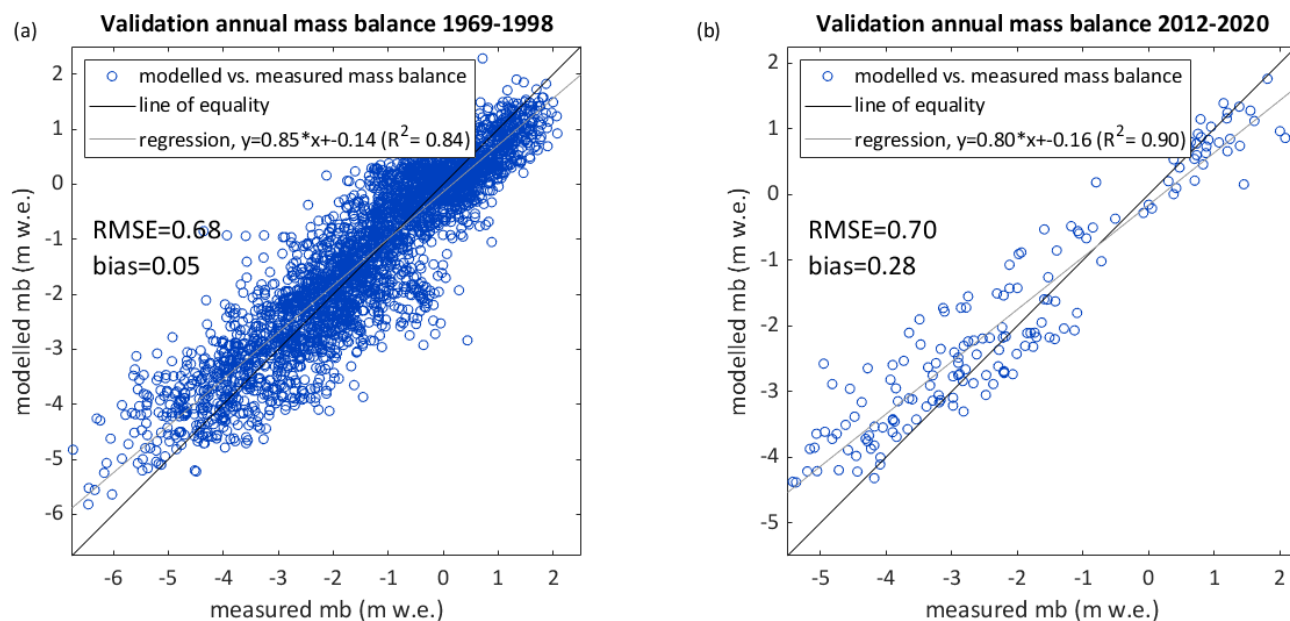 (a)
Validation annual mass balance 1969-1998
modelled vs. measured mass balance
line of equality
regression, y=0.85*x+-0.14 (R²= 0.84)
RMSE=0.68
bias=0.05
modelled mb (m w.e.)
2
1
0
-1
-2
-3
-4
-5
-6
-6 -5 -4 -3 -2 -1 0 1 2
measured mb (m w.e.)
(b)
Validation annual mass balance 2012-2020
modelled vs. measured mass balance
line of equality
regression, y=0.80*x+-0.16 (R²= 0.90)
RMSE=0.70
bias=0.28
modelled mb (m w.e.)
2
1
0
-1
-2
-3
-4
-5
-5 -4 -3 -2 -1 0 1 2
measured mb (m w.e.)